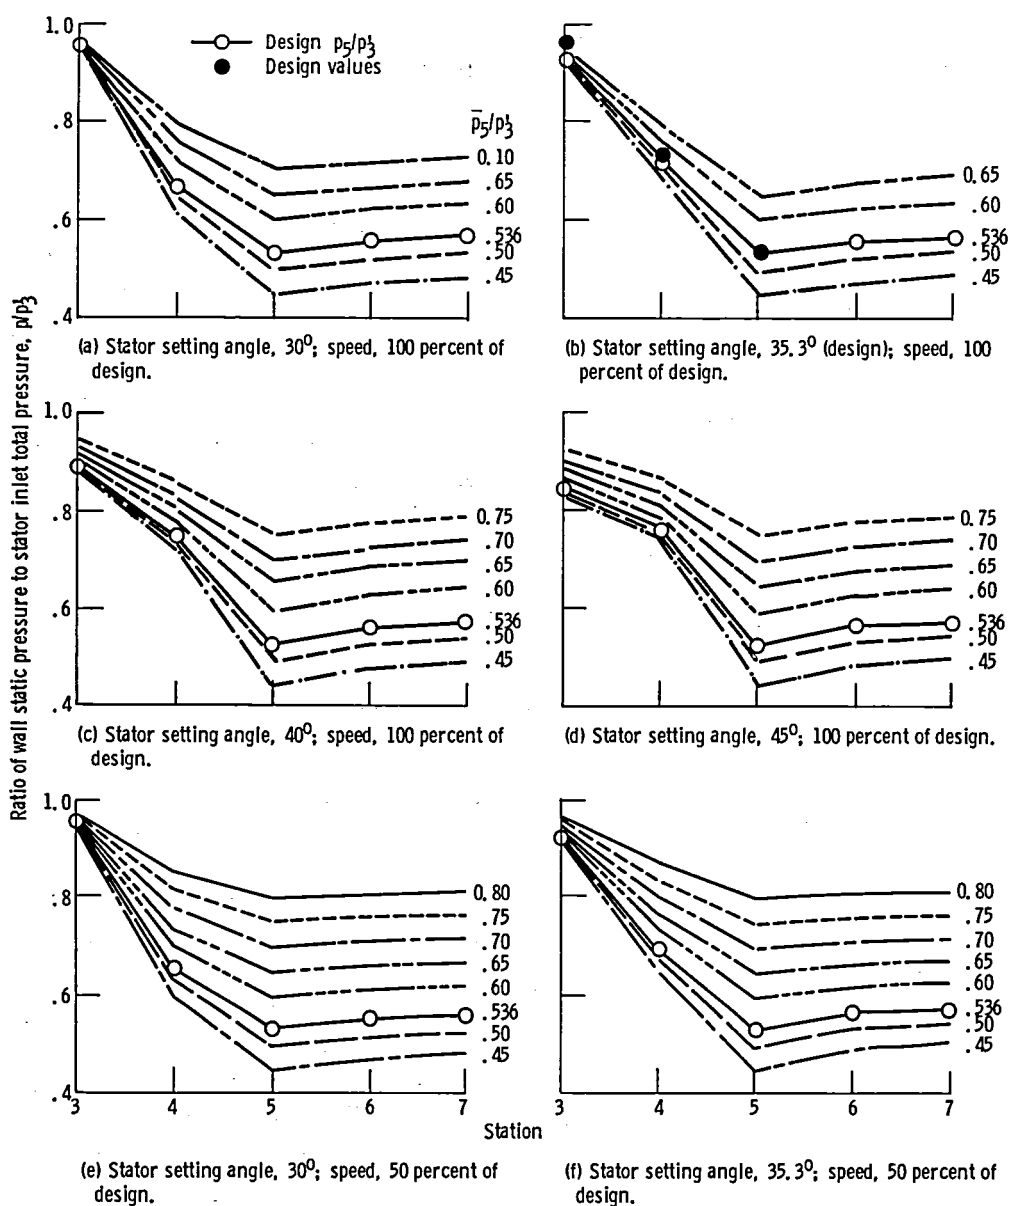 Ratio of wall static pressure to stator inlet total pressure, p/p'3
1.0
.8
.6
.4
Design p5/p'3
Design values
p̅5/p'3
0.10
.65
.60
.536
.50
.45
(a) Stator setting angle, 30°; speed, 100 percent of
design.
0.65
.60
.536
.50
.45
(b) Stator setting angle, 35.3° (design); speed, 100
percent of design.
1.0
.8
.6
.4
0.75
.70
.65
.60
.536
.50
.45
(c) Stator setting angle, 40°; speed, 100 percent of
design.
0.75
.70
.65
.60
.536
.50
.45
(d) Stator setting angle, 45°; 100 percent of design.
1.0
.8
.6
.4
0.80
.75
.70
.65
.60
.536
.50
.45
3 4 5 6 7
0.80
.75
.70
.65
.60
.536
.50
.45
3 4 5 6 7
Station
(e) Stator setting angle, 30°; speed, 50 percent of
design.
(f) Stator setting angle, 35.3°; speed, 50 percent of
design.